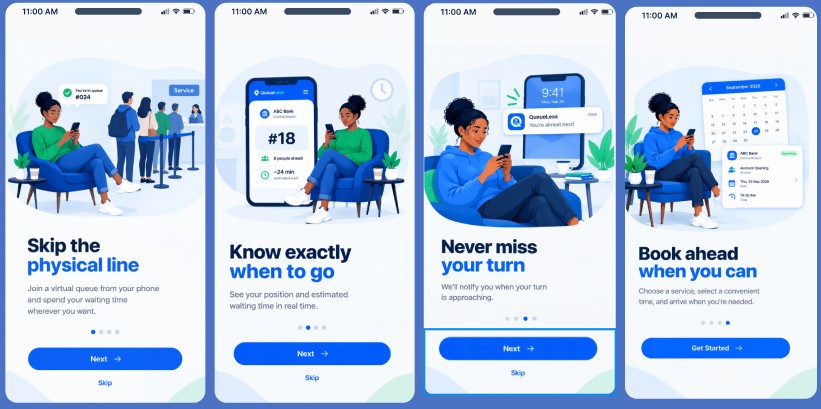 11:00 AM
You're in queue
#024
Service
Skip the
physical line
Join a virtual queue from your phone
and spend your waiting time
wherever you want.
Next →
Skip
11:00 AM
QueueLess
ABC Bank
#18
6 people ahead
~24 min
estimated wait
Know exactly
when to go
See your position and estimated
waiting time in real time.
Next →
Skip
11:00 AM
9:41
QueueLess
You're almost next!
Never miss
your turn
We'll notify you when your turn
is approaching.
Next →
Skip
11:00 AM
September 2026
ABC Bank
Account Opening
Service
10:30 AM
Book ahead
when you can
Choose a service, select a convenient
time, and arrive when you're needed.
Get Started →